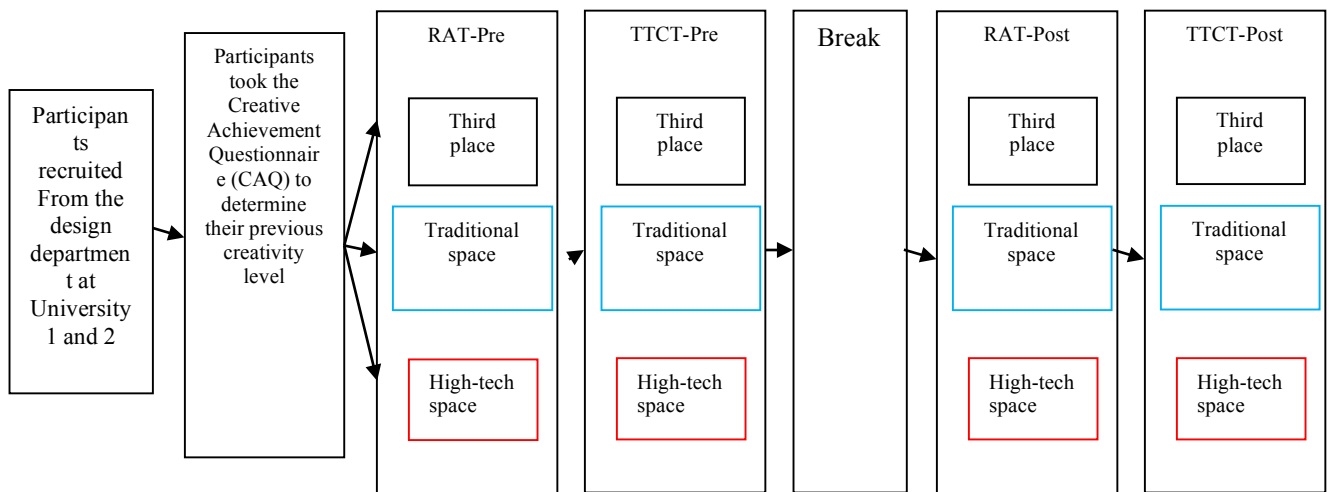 Participan
ts
recruited
From the
design
departmen
t at
University
1 and 2
Participants
took the
Creative
Achievement
Questionnair
e (CAQ) to
determine
their previous
creativity
level
RAT-Pre
Third
place
Traditional
space
High-tech
space
TTCT-Pre
Third
place
Traditional
space
High-tech
space
Break
RAT-Post
Third
place
Traditional
space
High-tech
space
TTCT-Post
Third
place
Traditional
space
High-tech
space